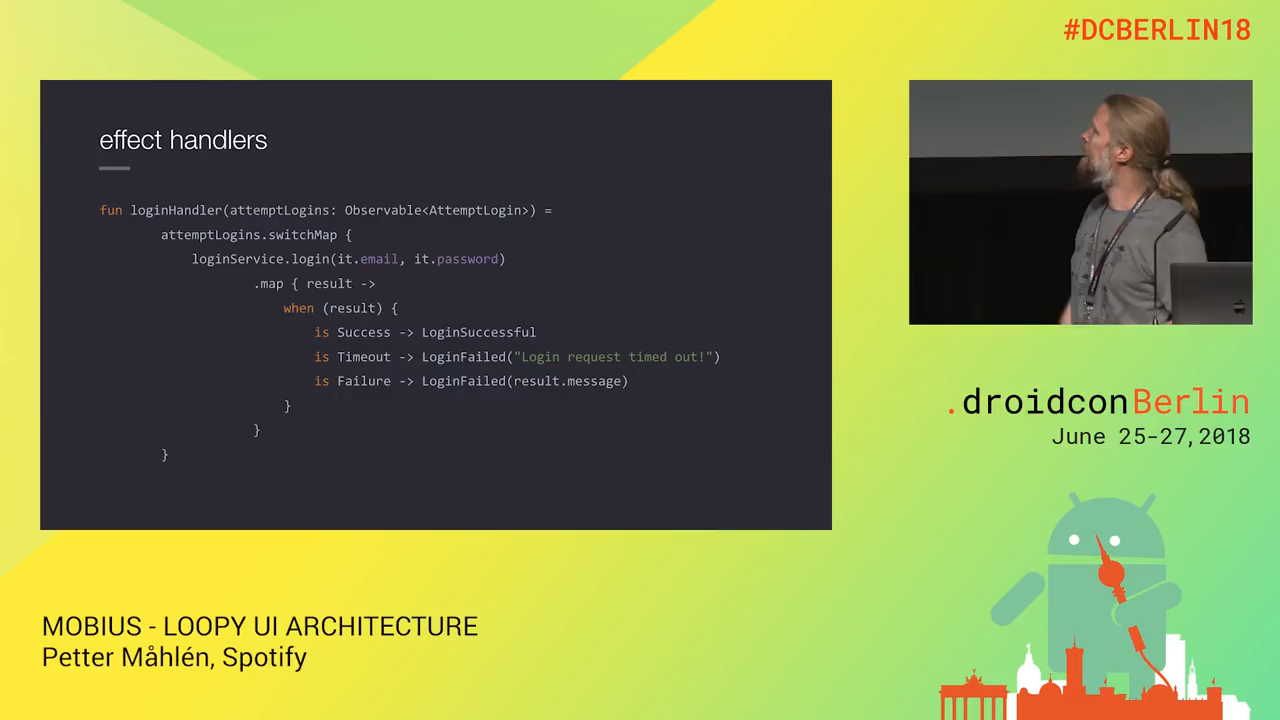 #DCBERLIN18
effect handlers
fun loginHandler(attemptLogins: Observable<AttemptLogin>) =
attemptLogins.switchMap {
loginService.login(it.email, it.password)
.map { result ->
when (result) {
is Success -> LoginSuccessful
is Timeout -> LoginFailed("Login request timed out!")
is Failure -> LoginFailed(result.message)
}
}
}
.droidconBerlin
June 25-27,2018
MOBIUS - LOOPY UI ARCHITECTURE
Petter Måhlén, Spotify